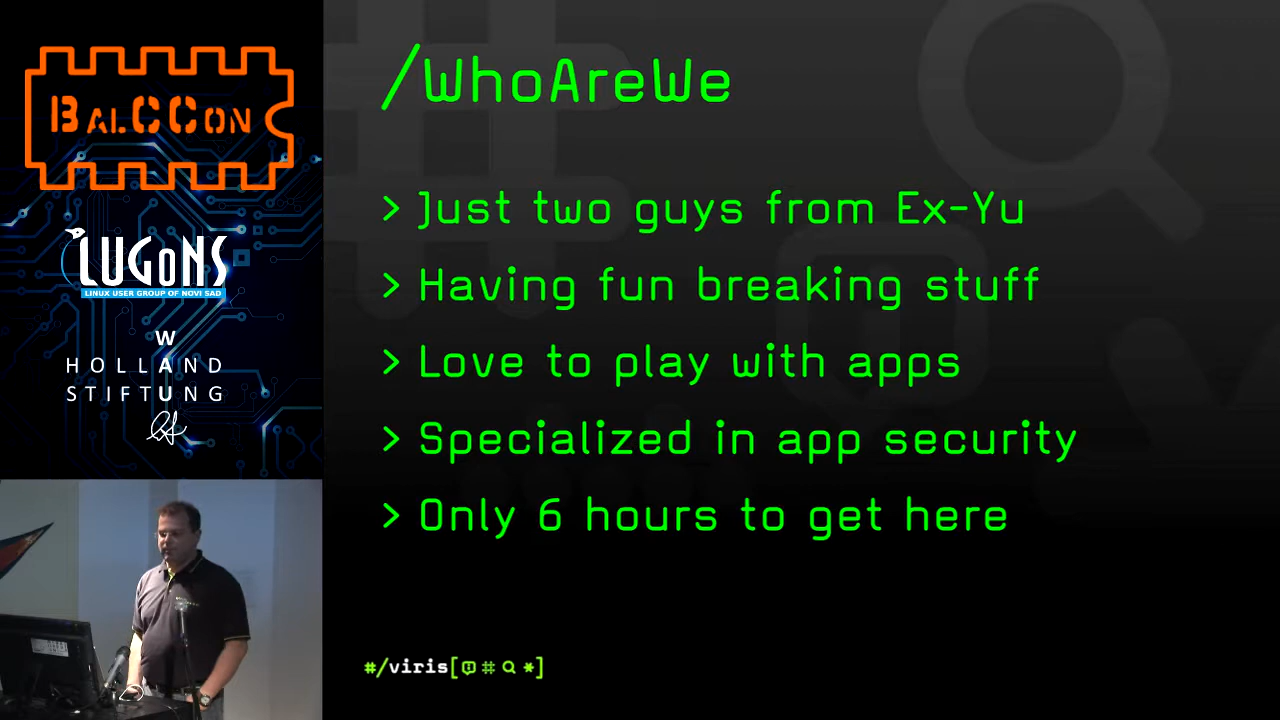 BALCCON
LUGONS
LINUX USER GROUP OF NOVI SAD
W
HOLLAND
STIFTUNG
/WhoAreWe
> Just two guys from Ex-Yu
> Having fun breaking stuff
> Love to play with apps
> Specialized in app security
> Only 6 hours to get here
#/viris[#*]